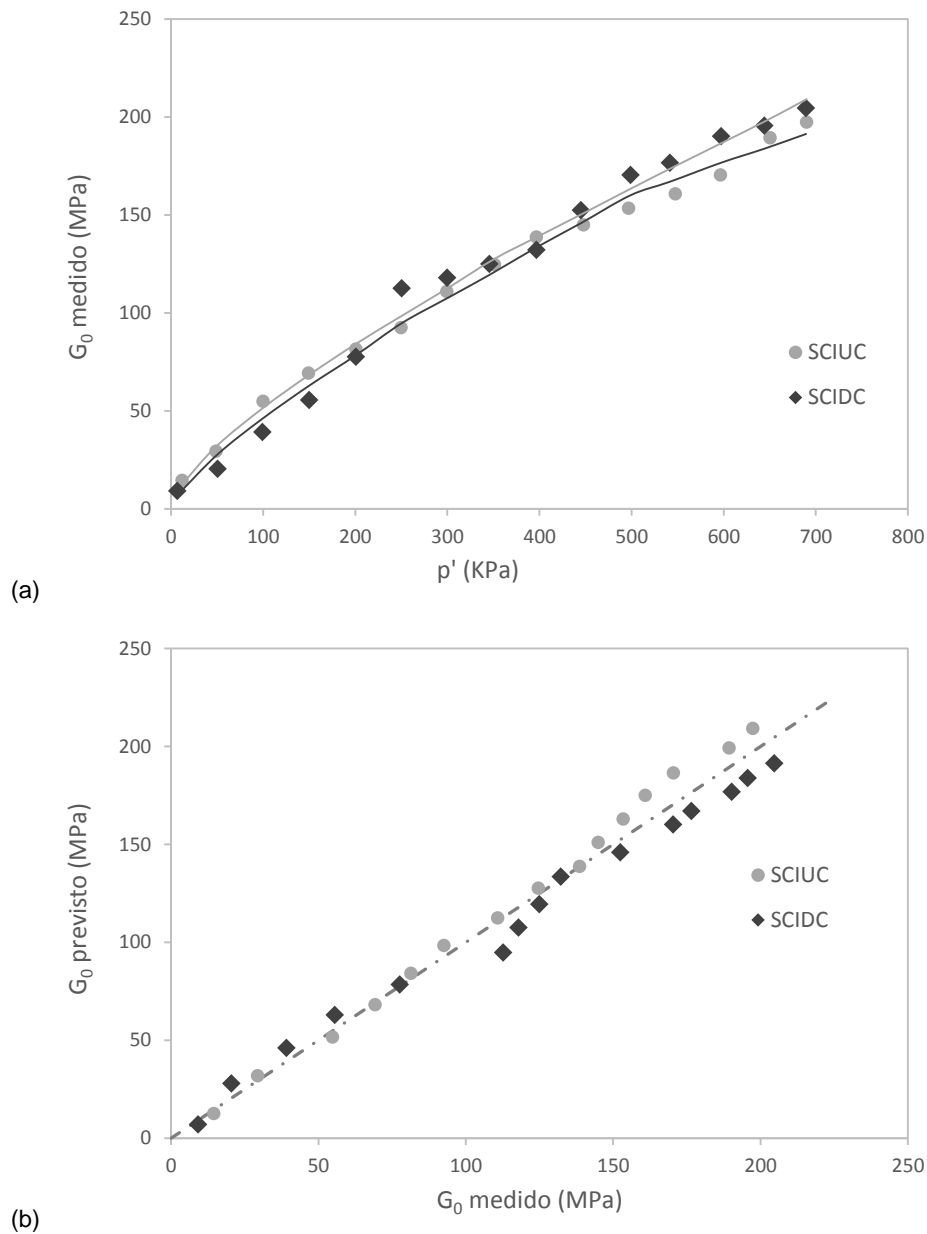 250
200
150
100
50
0
G₀ medido (MPa)
SCIUC
SCIDC
0 100 200 300 400 500 600 700 800
p' (KPa)
(a)
250
200
150
100
50
0
G₀ previsto (MPa)
SCIUC
SCIDC
0 50 100 150 200 250
G₀ medido (MPa)
(b)